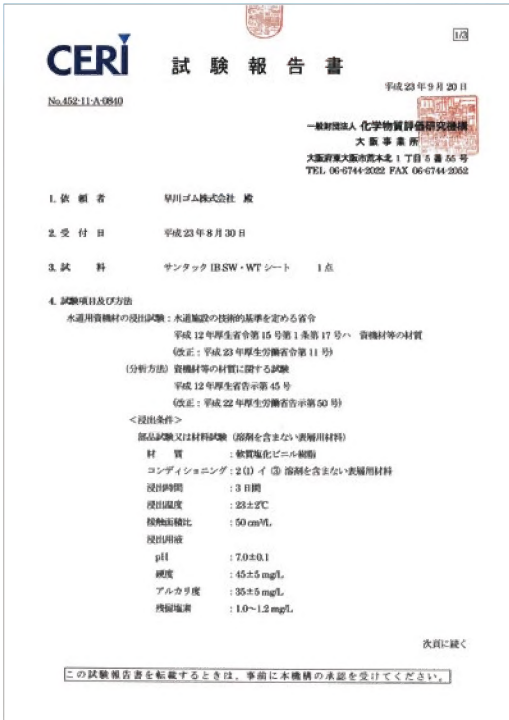 1/3
CERI 試験報告書
平成23年9月20日
No.452-11-A-0840
一般財団法人 化学物質評価研究機構
大阪事業所
大阪府東大阪市荒本北1丁目5番55号
TEL 06-6744-2022 FAX 06-6744-2052
1. 依頼者 早川ゴム株式会社 殿
2. 受付日 平成23年8月30日
3. 試料 サンタック IB.SW・WT シート 1点
4. 試験項目及び方法
水道用資機材の浸出試験：水道施設の技術的基準を定める省令
平成12年厚生省令第15号第1条第17号ハ 資機材等の材質
(改正：平成23年厚生労働省令第11号)
(分析方法) 資機材等の材質に関する試験
平成12年厚生省告示第45号
(改正：平成22年厚生労働省告示第50号)
＜浸出条件＞
部品試験又は材料試験（溶剤を含まない表層用材料）
材質：軟質塩化ビニル樹脂
コンディショニング：2(1) イ ③ 溶剤を含まない表層用材料
浸出時間：3日間
浸出温度：23±2℃
接触面積比：50 cm²/L
浸出用液
pH：7.0±0.1
硬度：45±5 mg/L
アルカリ度：35±5 mg/L
残留塩素：1.0～1.2 mg/L
次頁に続く
この試験報告書を転載するときは、事前に本機構の承認を受けてください。